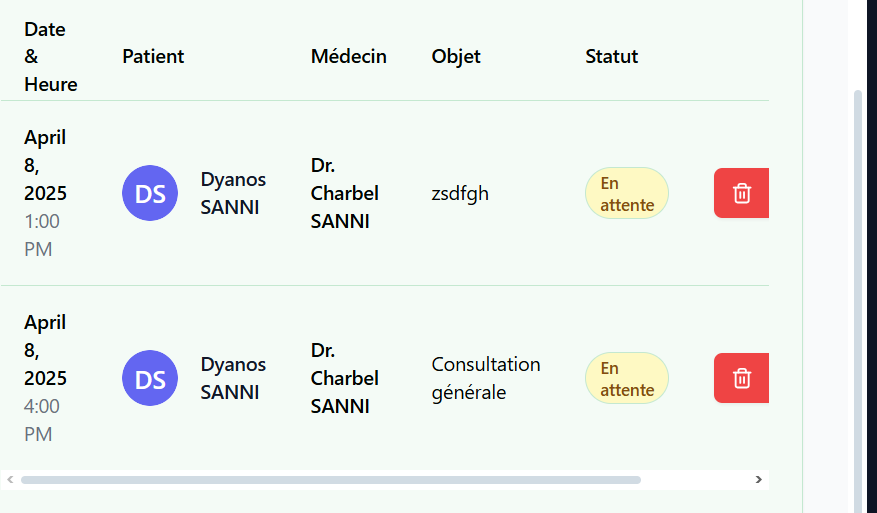 Date
&
Heure
Patient
Médecin
Objet
Statut
April
8,
2025
1:00
PM
DS
Dyanos
SANNI
Dr.
Charbel
SANNI
zsdfgh
En
attente
April
8,
2025
4:00
PM
DS
Dyanos
SANNI
Dr.
Charbel
SANNI
Consultation
générale
En
attente